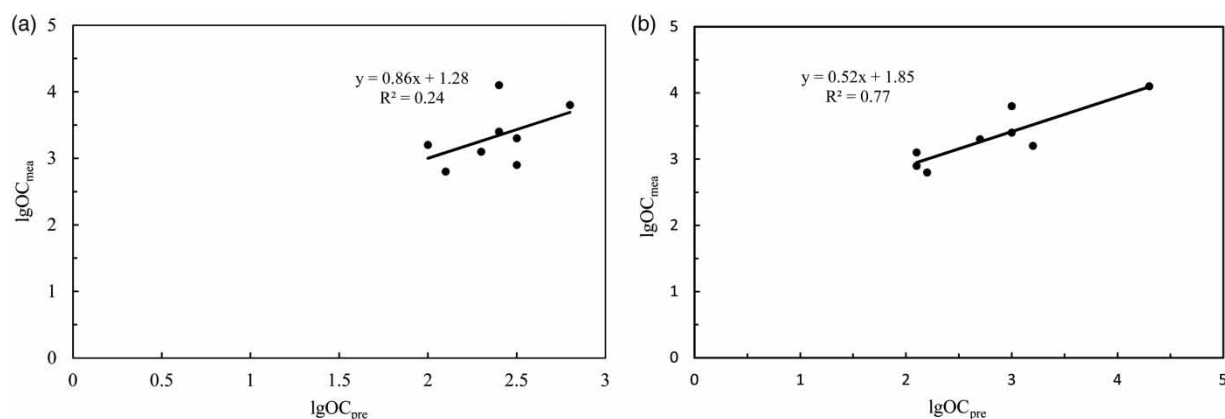 (a)
5
4
3
2
1
0
lgOCmea
y = 0.86x + 1.28
R² = 0.24
0 0.5 1 1.5 2 2.5 3
lgOCpre
(b)
5
4
3
2
1
0
lgOCmea
y = 0.52x + 1.85
R² = 0.77
0 1 2 3 4 5
lgOCpre